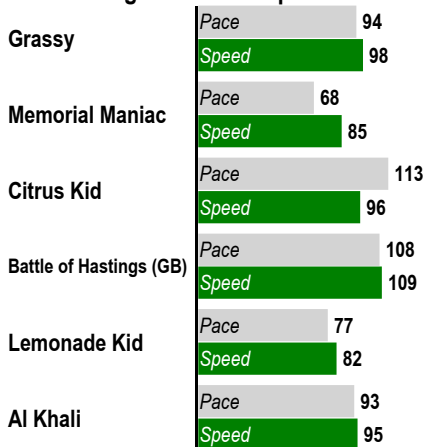 Pace 94
Grassy
Speed 98
Pace 68
Memorial Maniac
Speed 85
Pace 113
Citrus Kid
Speed 96
Pace 108
Battle of Hastings (GB)
Speed 109
Pace 77
Lemonade Kid
Speed 82
Pace 93
Al Khali
Speed 95